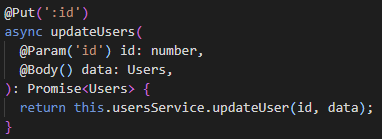 @Put(':id')
async updateUsers(
  @Param('id') id: number,
  @Body() data: Users,
): Promise<Users> {
  return this.usersService.updateUser(id, data);
}